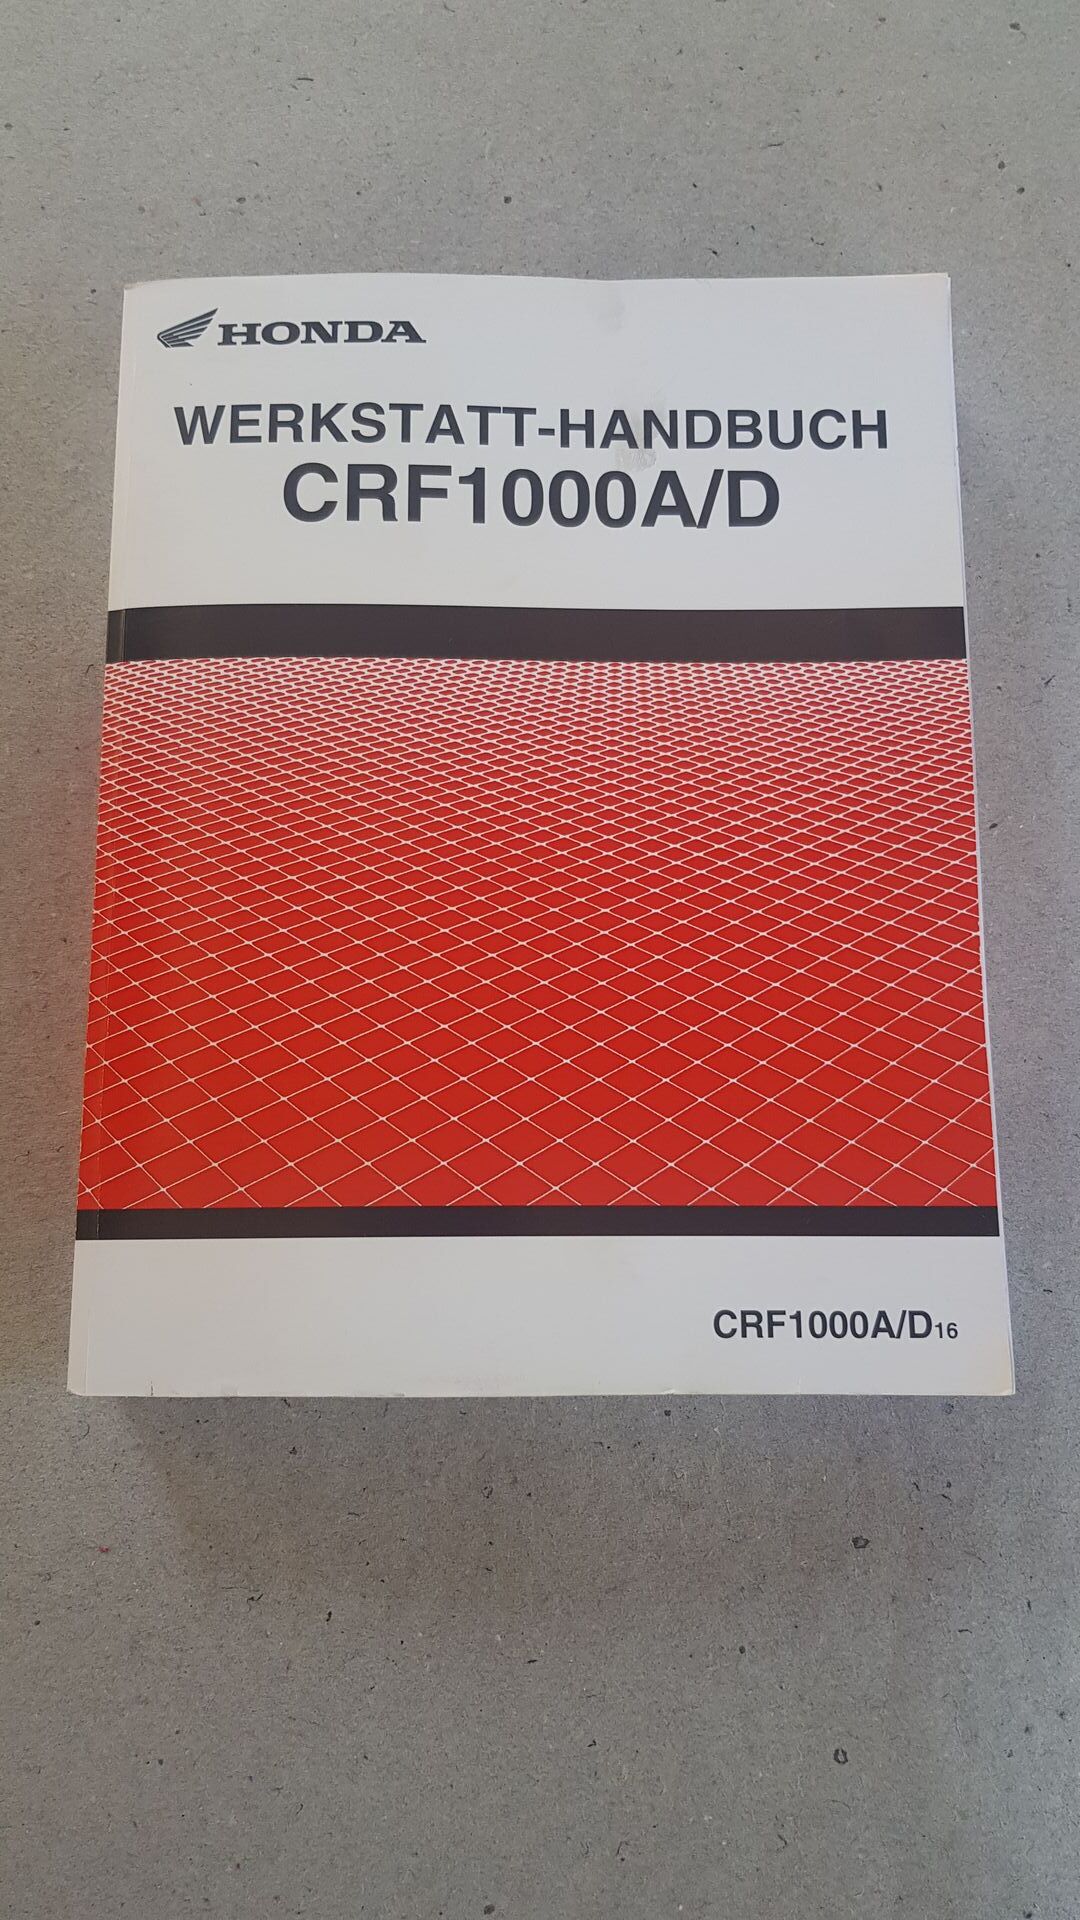 HONDA
WERKSTATT-HANDBUCH
CRF1000A/D
CRF1000A/D16